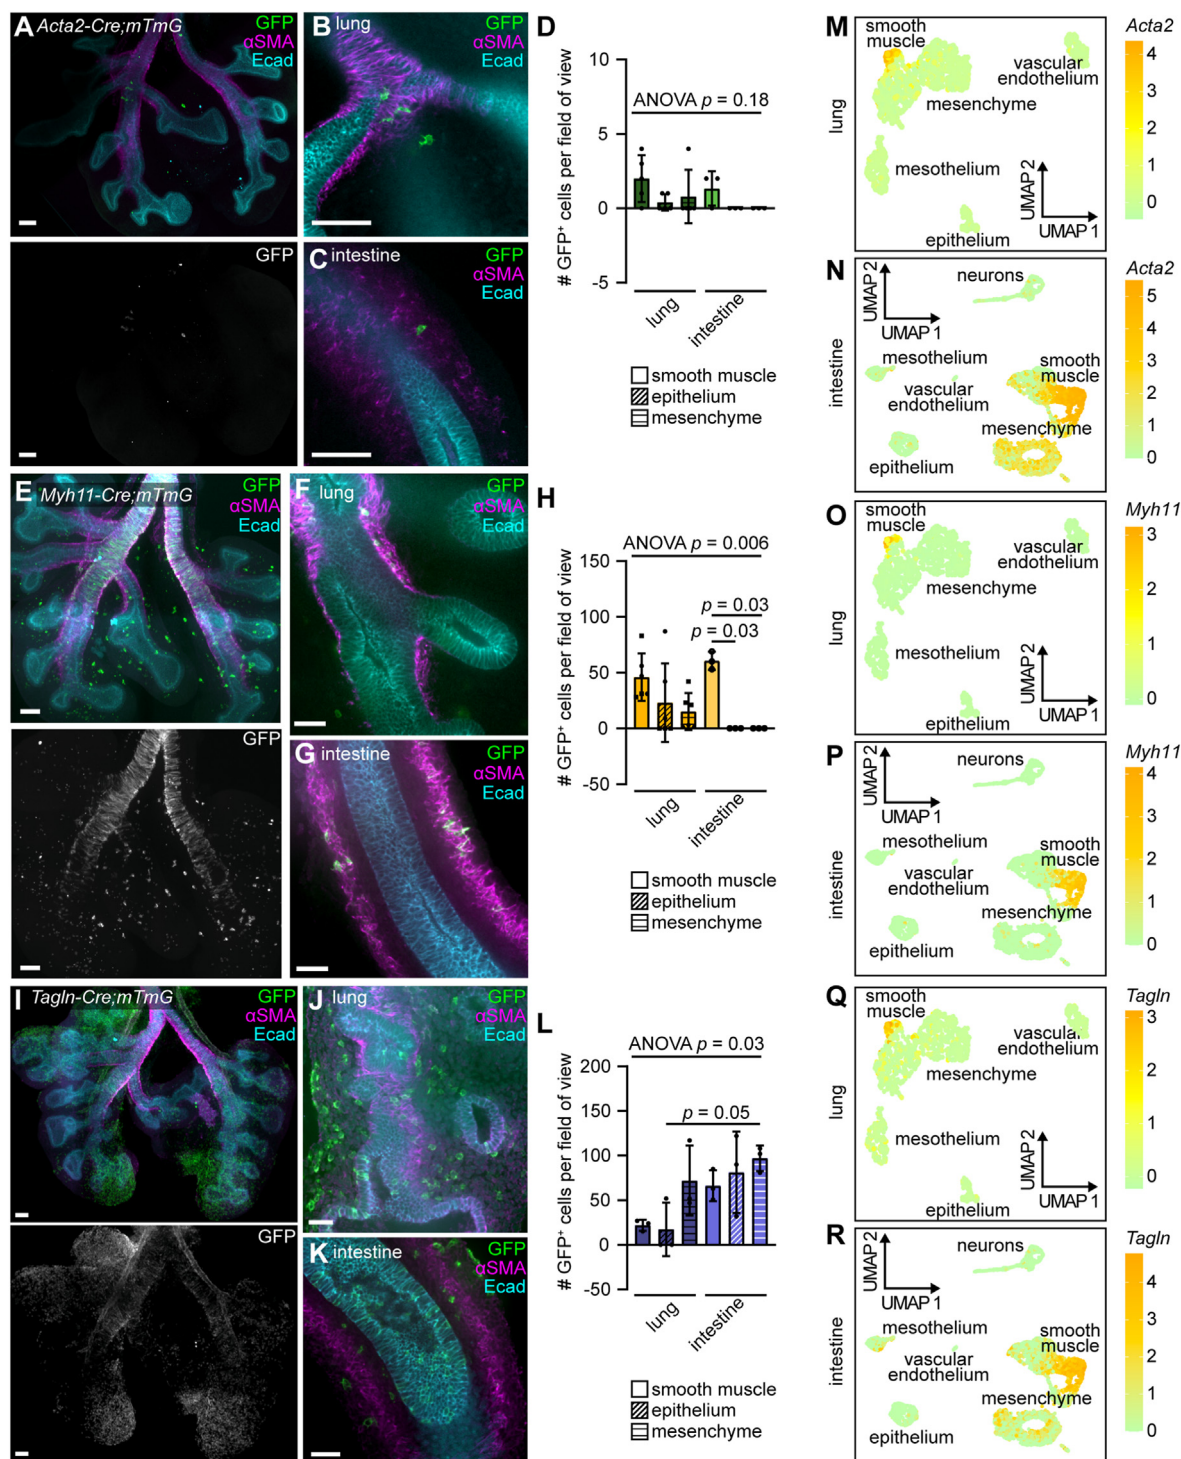 A
Acta2-Cre;mTmG
GFP
αSMA
Ecad
GFP
B
lung
GFP
αSMA
Ecad
C
intestine
GFP
αSMA
Ecad
D
# GFP⁺ cells per field of view
10
5
0
-5
ANOVA p = 0.18
lung
intestine
smooth muscle
epithelium
mesenchyme
E
Myh11-Cre;mTmG
GFP
αSMA
Ecad
GFP
F
lung
GFP
αSMA
Ecad
G
intestine
GFP
αSMA
Ecad
H
# GFP⁺ cells per field of view
150
100
50
0
-50
ANOVA p = 0.006
p = 0.03
p = 0.03
lung
intestine
smooth muscle
epithelium
mesenchyme
I
Tagln-Cre;mTmG
GFP
αSMA
Ecad
GFP
J
lung
GFP
αSMA
Ecad
K
intestine
GFP
αSMA
Ecad
L
# GFP⁺ cells per field of view
200
150
100
50
0
-50
ANOVA p = 0.03
p = 0.05
lung
intestine
smooth muscle
epithelium
mesenchyme
M
lung
smooth
muscle
vascular
endothelium
mesenchyme
mesothelium
epithelium
UMAP 2
UMAP 1
Acta2
4
3
2
1
0
N
intestine
UMAP 2
UMAP 1
neurons
mesothelium
vascular
endothelium
smooth
muscle
mesenchyme
epithelium
Acta2
5
4
3
2
1
0
O
lung
smooth
muscle
vascular
endothelium
mesenchyme
mesothelium
epithelium
UMAP 2
UMAP 1
Myh11
3
2
1
0
P
intestine
UMAP 2
UMAP 1
neurons
mesothelium
vascular
endothelium
smooth
muscle
mesenchyme
epithelium
Myh11
4
3
2
1
0
Q
lung
smooth
muscle
vascular
endothelium
mesenchyme
mesothelium
epithelium
UMAP 2
UMAP 1
Tagln
3
2
1
0
R
intestine
UMAP 2
UMAP 1
neurons
mesothelium
vascular
endothelium
smooth
muscle
mesenchyme
epithelium
Tagln
4
3
2
1
0